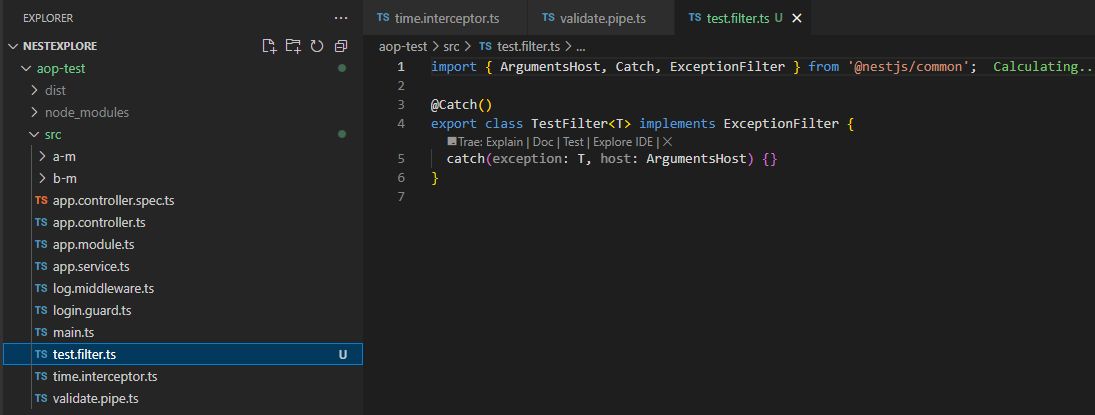 EXPLORER
NESTEXPLORE
aop-test
dist
node_modules
src
a-m
b-m
TS app.controller.spec.ts
TS app.controller.ts
TS app.module.ts
TS app.service.ts
TS log.middleware.ts
TS login.guard.ts
TS main.ts
TS test.filter.ts U
TS time.interceptor.ts
TS validate.pipe.ts
TS time.interceptor.ts TS validate.pipe.ts TS test.filter.ts U
aop-test > src > TS test.filter.ts > ...
1 import { ArgumentsHost, Catch, ExceptionFilter } from '@nestjs/common'; Calculating..
2
3 @Catch()
4 export class TestFilter<T> implements ExceptionFilter {
Trae: Explain | Doc | Test | Explore IDE | X
5 catch(exception: T, host: ArgumentsHost) {}
6 }
7